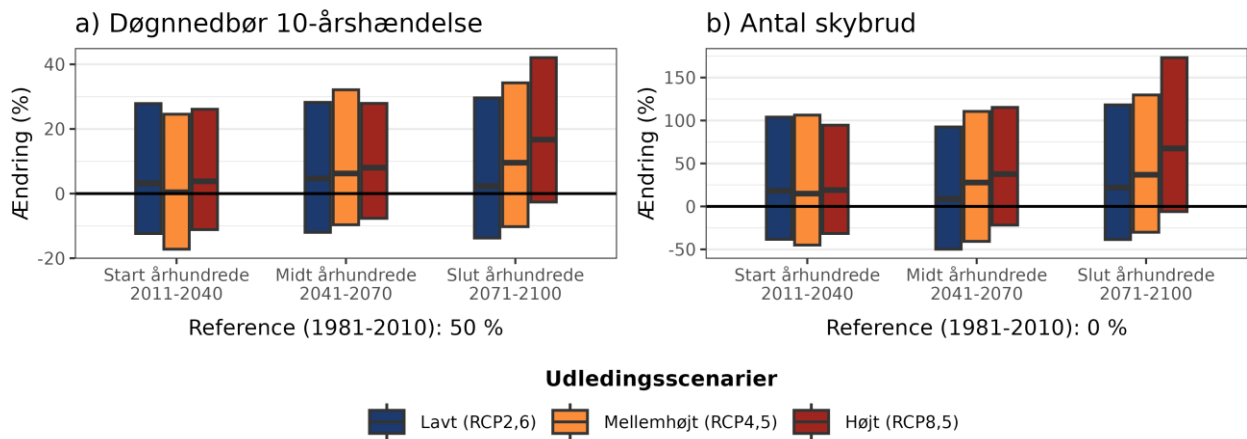 a) Døgnnedbør 10-årshændelse
b) Antal skybrud
Ændring (%)
40
20
0
-20
Start århundrede
2011-2040
Midt århundrede
2041-2070
Slut århundrede
2071-2100
Reference (1981-2010): 50 %
Ændring (%)
150
100
50
0
-50
Start århundrede
2011-2040
Midt århundrede
2041-2070
Slut århundrede
2071-2100
Reference (1981-2010): 0 %
Udledingsscenarier
Lavt (RCP2,6)
Mellemhøjt (RCP4,5)
Højt (RCP8,5)